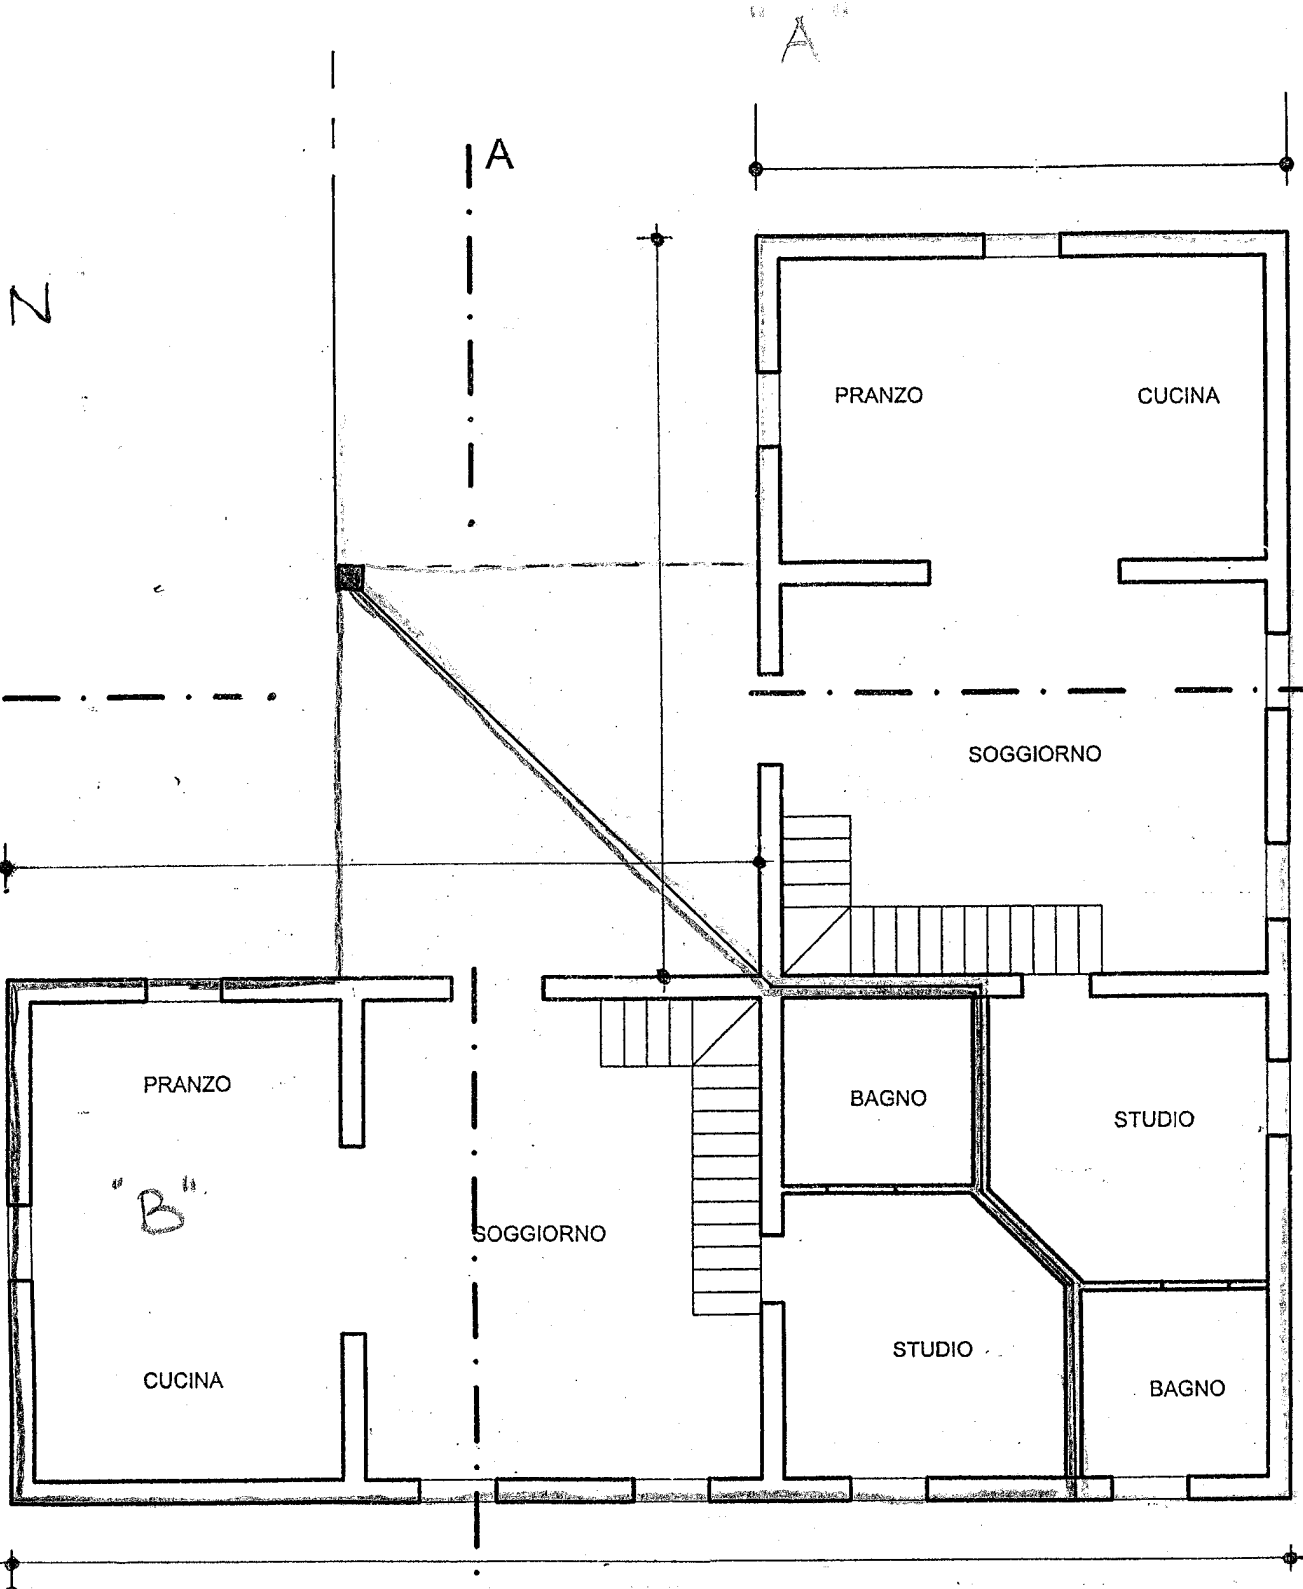 "A"
A
Z
PRANZO
CUCINA
SOGGIORNO
PRANZO
BAGNO
STUDIO
"B"
SOGGIORNO
STUDIO
CUCINA
BAGNO